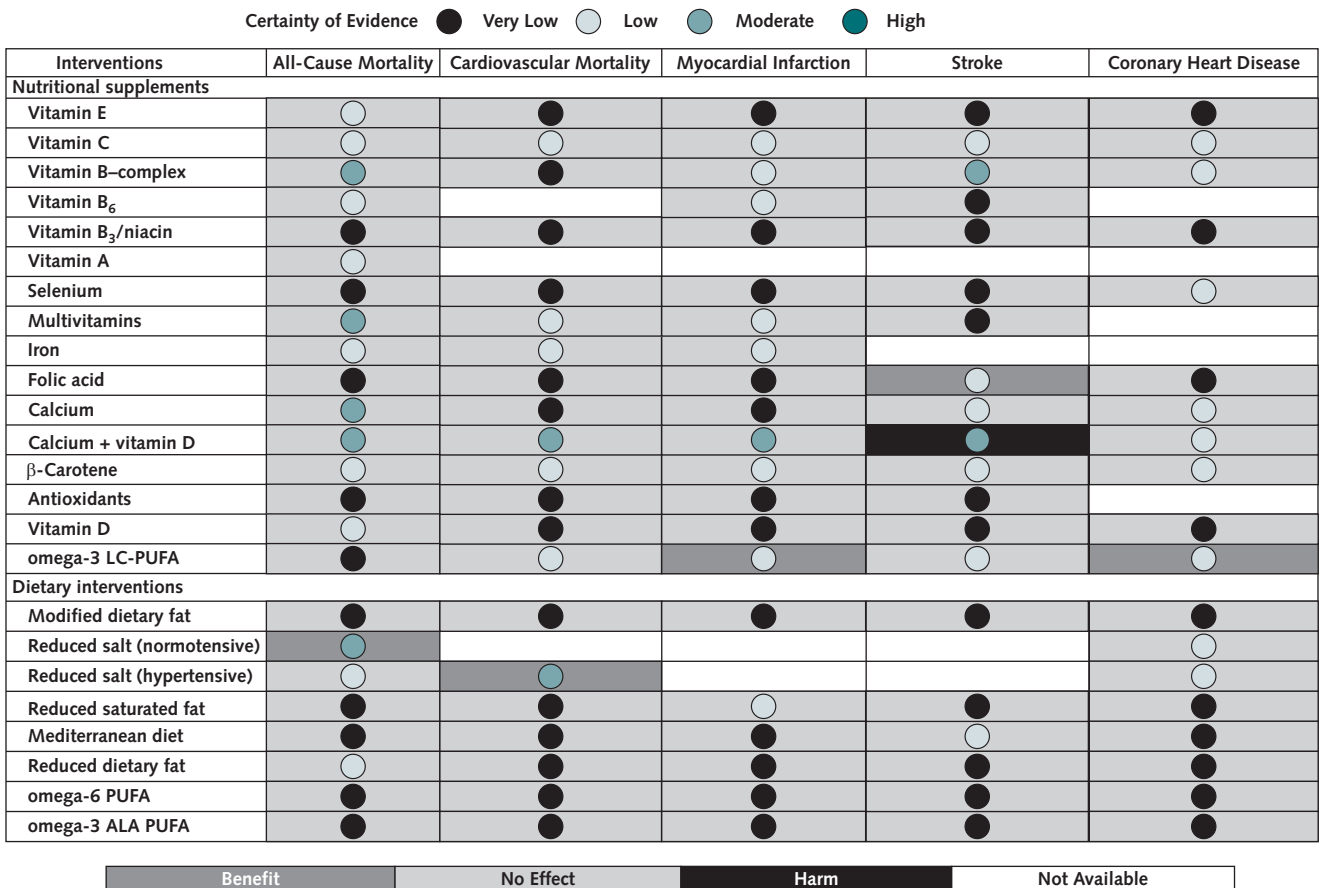 Certainty of Evidence Very Low Low Moderate High
Interventions All-Cause Mortality Cardiovascular Mortality Myocardial Infarction Stroke Coronary Heart Disease
Nutritional supplements
Vitamin E
Vitamin C
Vitamin B–complex
Vitamin B6
Vitamin B3/niacin
Vitamin A
Selenium
Multivitamins
Iron
Folic acid
Calcium
Calcium + vitamin D
β-Carotene
Antioxidants
Vitamin D
omega-3 LC-PUFA
Dietary interventions
Modified dietary fat
Reduced salt (normotensive)
Reduced salt (hypertensive)
Reduced saturated fat
Mediterranean diet
Reduced dietary fat
omega-6 PUFA
omega-3 ALA PUFA
Benefit No Effect Harm Not Available